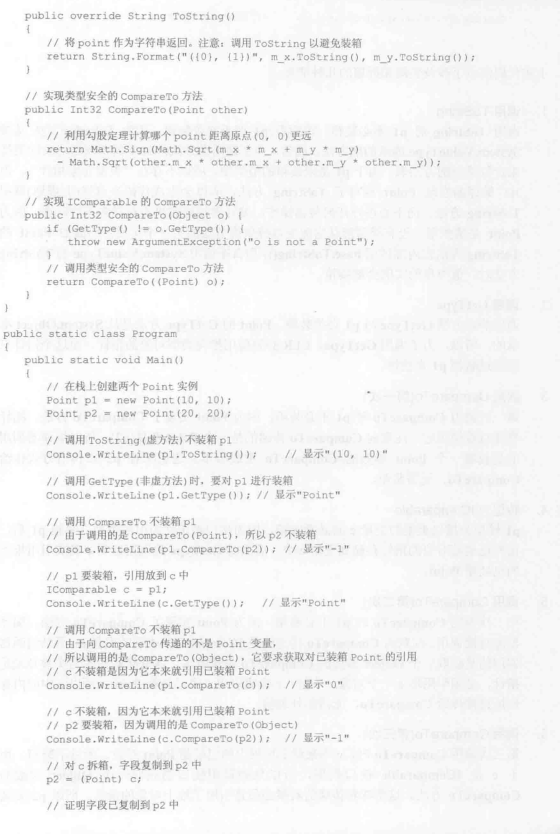 public override String ToString()
{
// 将 point 作为字符串返回。注意：调用 ToString 以避免装箱
return String.Format("({0}, {1})", m_x.ToString(), m_y.ToString());
}
// 实现类型安全的 CompareTo 方法
public Int32 CompareTo(Point other)
{
// 利用勾股定理计算哪个 point 距离原点(0, 0)更远
return Math.Sign(Math.Sqrt(m_x * m_x + m_y * m_y)
- Math.Sqrt(other.m_x * other.m_x + other.m_y * other.m_y));
}
// 实现 IComparable 的 CompareTo 方法
public Int32 CompareTo(Object o) {
if (GetType() != o.GetType()) {
throw new ArgumentException("o is not a Point");
}
// 调用类型安全的 CompareTo 方法
return CompareTo((Point) o);
}
}
public static class Program
{
public static void Main()
{
// 在栈上创建两个 Point 实例
Point p1 = new Point(10, 10);
Point p2 = new Point(20, 20);
// 调用 ToString(虚方法)不装箱 p1
Console.WriteLine(p1.ToString()); // 显示"(10, 10)"
// 调用 GetType(非虚方法)时，要对 p1 进行装箱
Console.WriteLine(p1.GetType()); // 显示"Point"
// 调用 CompareTo 不装箱 p1
// 由于调用的是 CompareTo(Point)，所以 p2 不装箱
Console.WriteLine(p1.CompareTo(p2)); // 显示"-1"
// p1 要装箱，引用放到 c 中
IComparable c = p1;
Console.WriteLine(c.GetType()); // 显示"Point"
// 调用 CompareTo 不装箱 p1
// 由于向 CompareTo 传递的不是 Point 变量，
// 所以调用的是 CompareTo(Object)，它要求获取对已装箱 Point 的引用
// c 不装箱是因为它本来就引用已装箱 Point
Console.WriteLine(p1.CompareTo(c)); // 显示"0"
// c 不装箱，因为它本来就引用已装箱 Point
// p2 要装箱，因为调用的是 CompareTo(Object)
Console.WriteLine(c.CompareTo(p2)); // 显示"-1"
// 对 c 拆箱，字段复制到 p2 中
p2 = (Point) c;
// 证明字段已复制到 p2 中